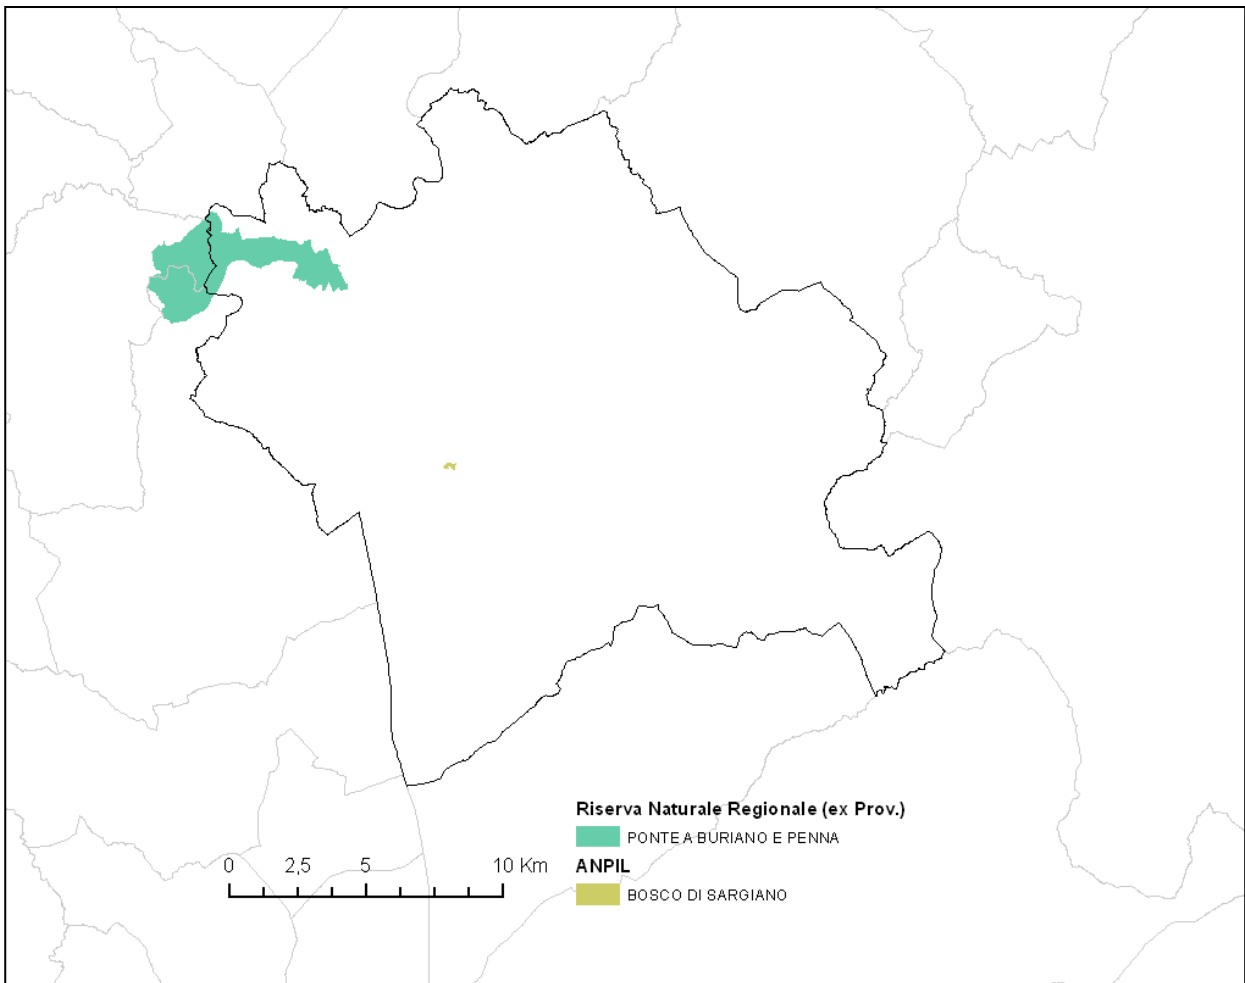 Riserva Naturale Regionale (ex Prov.)
PONTE A BURIANO E PENNA
ANPIL
BOSCO DI SARGIANO
0 2,5 5 10 Km